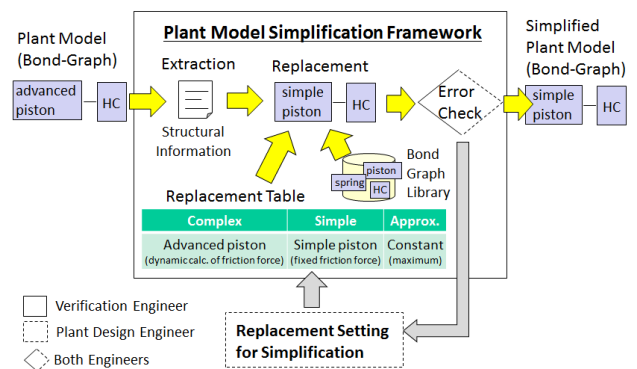 Plant Model
(Bond-Graph)
advanced
piston
HC
Plant Model Simplification Framework
Extraction
Structural
Information
Replacement
simple
piston
HC
Error
Check
Simplified
Plant Model
(Bond-Graph)
simple
piston
HC
piston
spring
HC
Bond
Graph
Library
Replacement Table
Complex Simple Approx.
Advanced piston Simple piston Constant
(dynamic calc. of friction force) (fixed friction force) (maximum)
Replacement Setting
for Simplification
Verification Engineer
Plant Design Engineer
Both Engineers